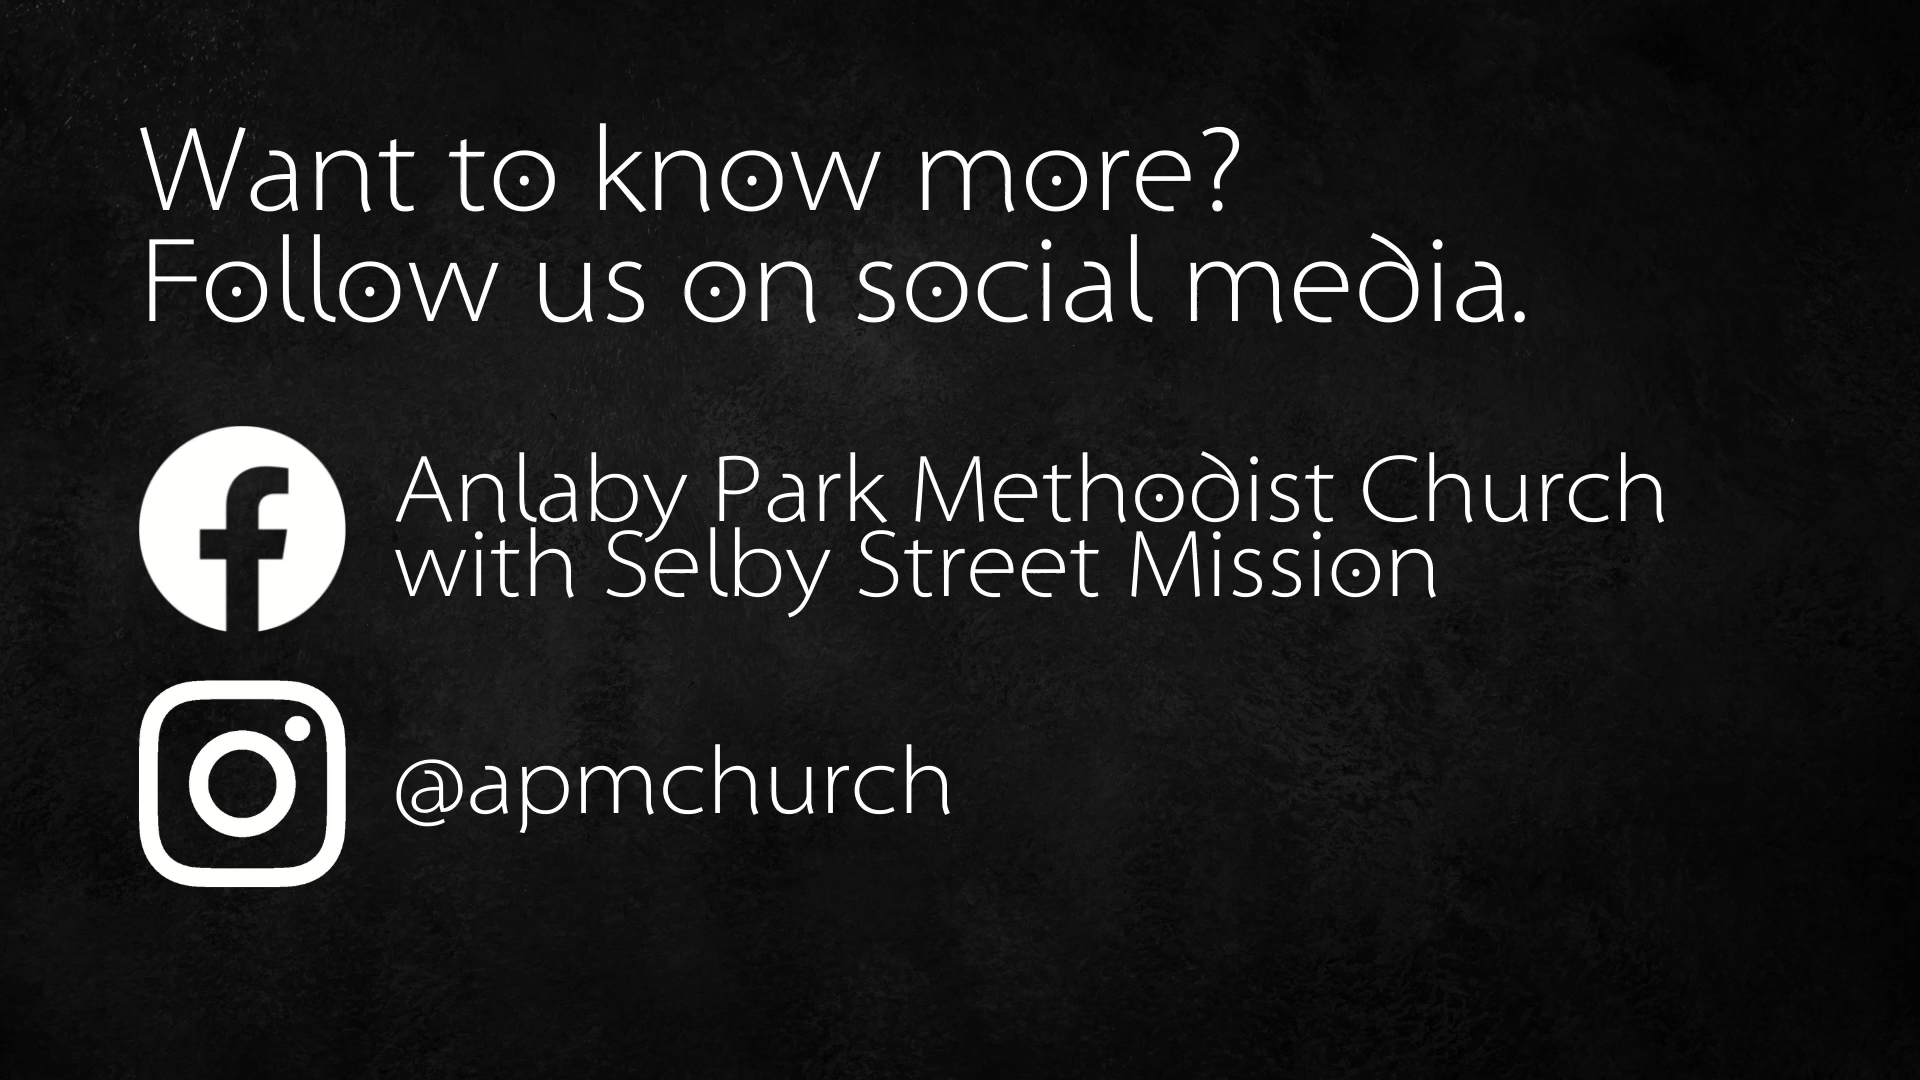 Want to know more?
Follow us on social media.
Anlaby Park Methodist Church
with Selby Street Mission
@apmchurch